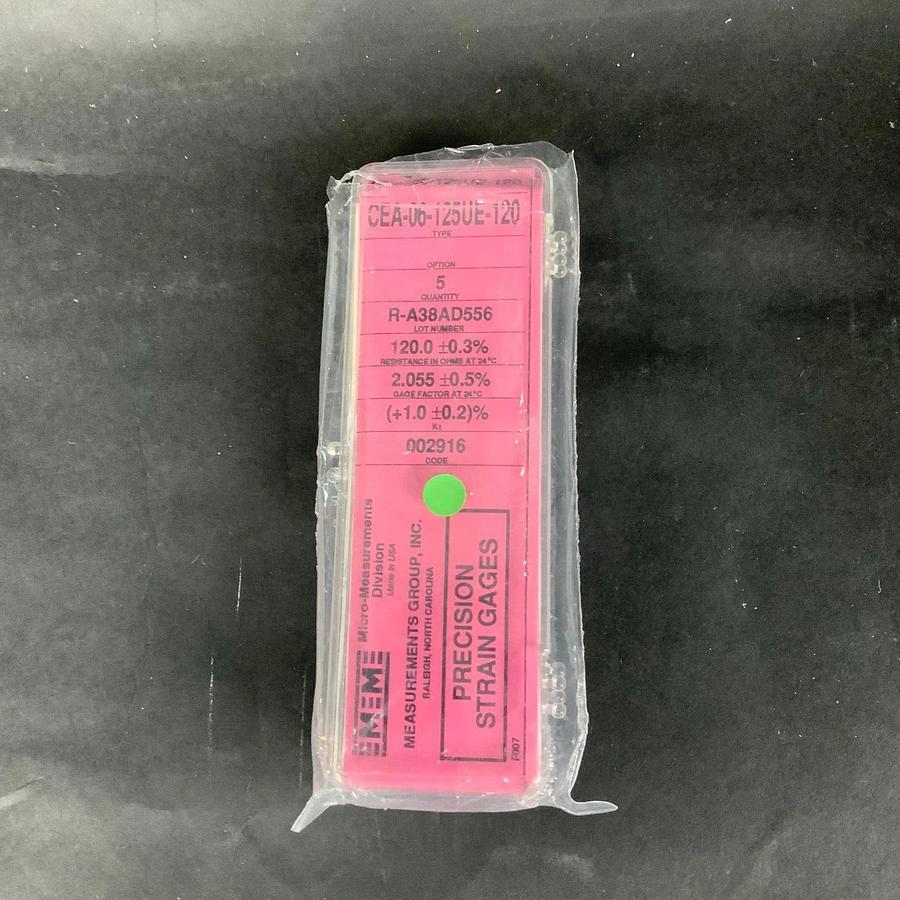 CEA-06-125UE-120
TYPE
OPTION
5
QUANTITY
R-A38AD556
LOT NUMBER
120.0 ±0.3%
RESISTANCE IN OHMS AT 24°C
2.055 ±0.5%
GAGE FACTOR AT 24°C
(+1.0 ±0.2)%
Kt
002916
CODE
Micro-Measurements
Division
Made in USA
MEASUREMENTS GROUP, INC.
RALEIGH, NORTH CAROLINA
PRECISION
STRAIN GAGES
F007